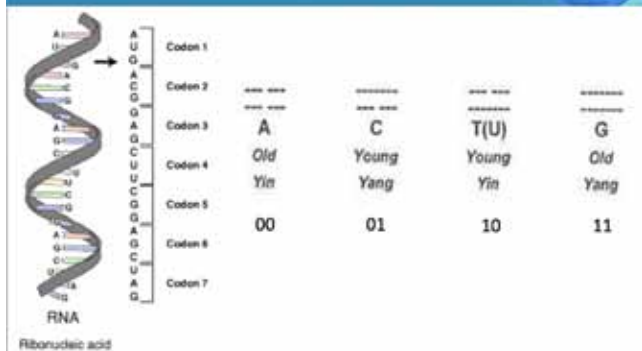 A
U
G
A
C
G
A
G
C
U
U
C
G
A
G
C
U
A
G
RNA
Ribonucleic acid
A
U
G
Codon 1
A
C
G
Codon 2
G
A
G
Codon 3
C
U
U
Codon 4
C
G
G
Codon 5
A
G
C
Codon 6
U
A
G
Codon 7
A C T(U) G
Old Young Young Old
Yin Yang Yin Yang
00 01 10 11